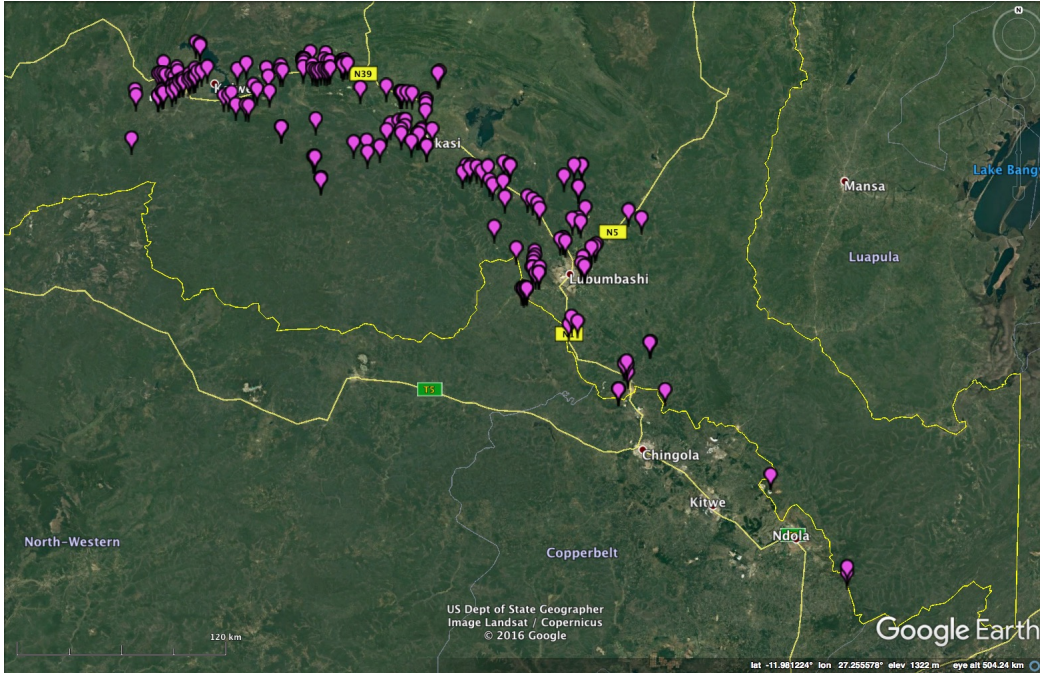 N
N39
kasi
Lake Bang
Mansa
N5
Luapula
Lubumbashi
T5
Chingola
Kitwe
Ndola
North-Western
Copperbelt
US Dept of State Geographer
Image Landsat / Copernicus
© 2016 Google
Google Earth
120 km
lat -11.981224° lon 27.255578° elev 1322 m eye alt 504.24 km